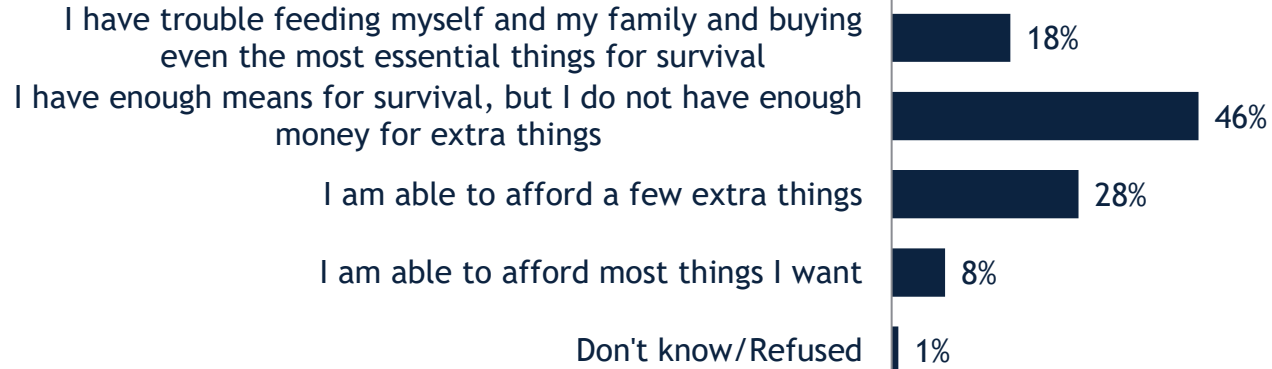 I have trouble feeding myself and my family and buying
even the most essential things for survival
18%
I have enough means for survival, but I do not have enough
money for extra things
46%
I am able to afford a few extra things
28%
I am able to afford most things I want
8%
Don't know/Refused
1%